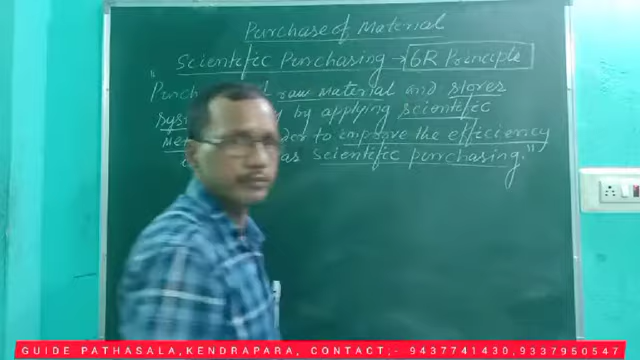 Purchase of Material
Scientific Purchasing → 6R Principle
" Purch raw material and stores
sys by applying scientific
me der to improve the efficiency
as scientific purchasing."
GUIDE PATHASALA,KENDRAPARA, CONTACT,- 9437741430,9337950547